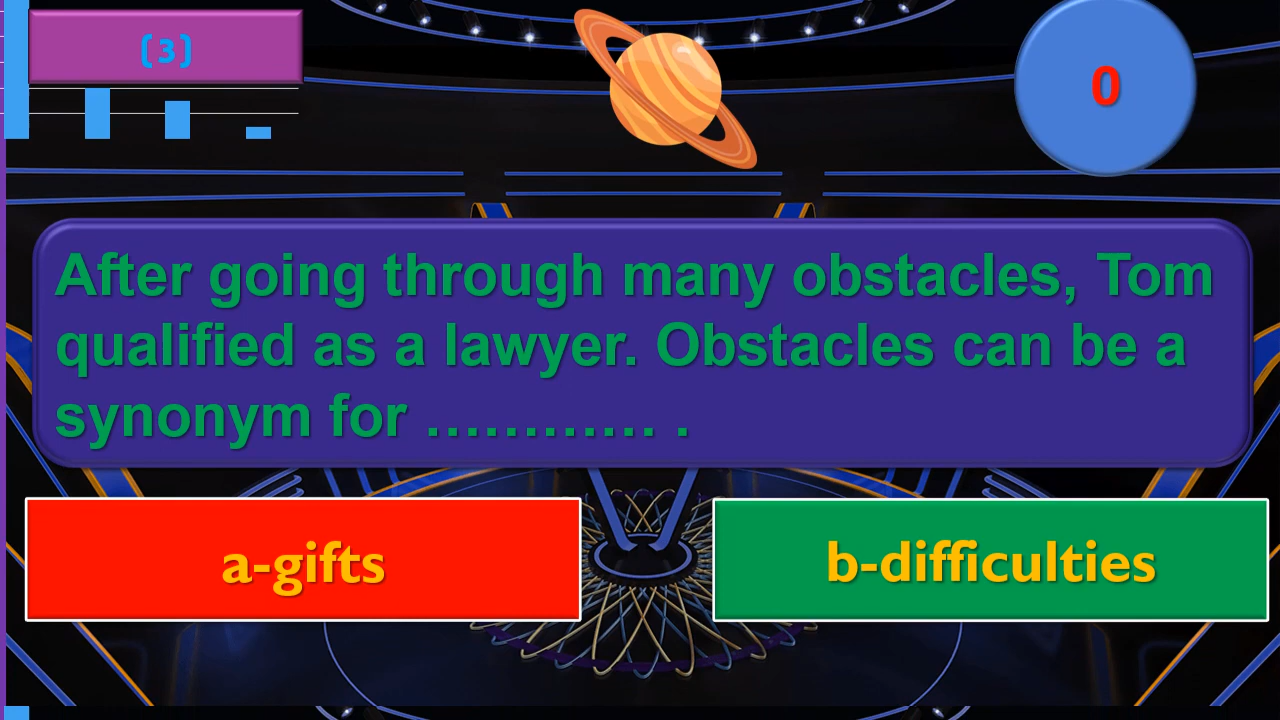 (3)
0
After going through many obstacles, Tom
qualified as a lawyer. Obstacles can be a
synonym for ………… .
a-gifts
b-difficulties